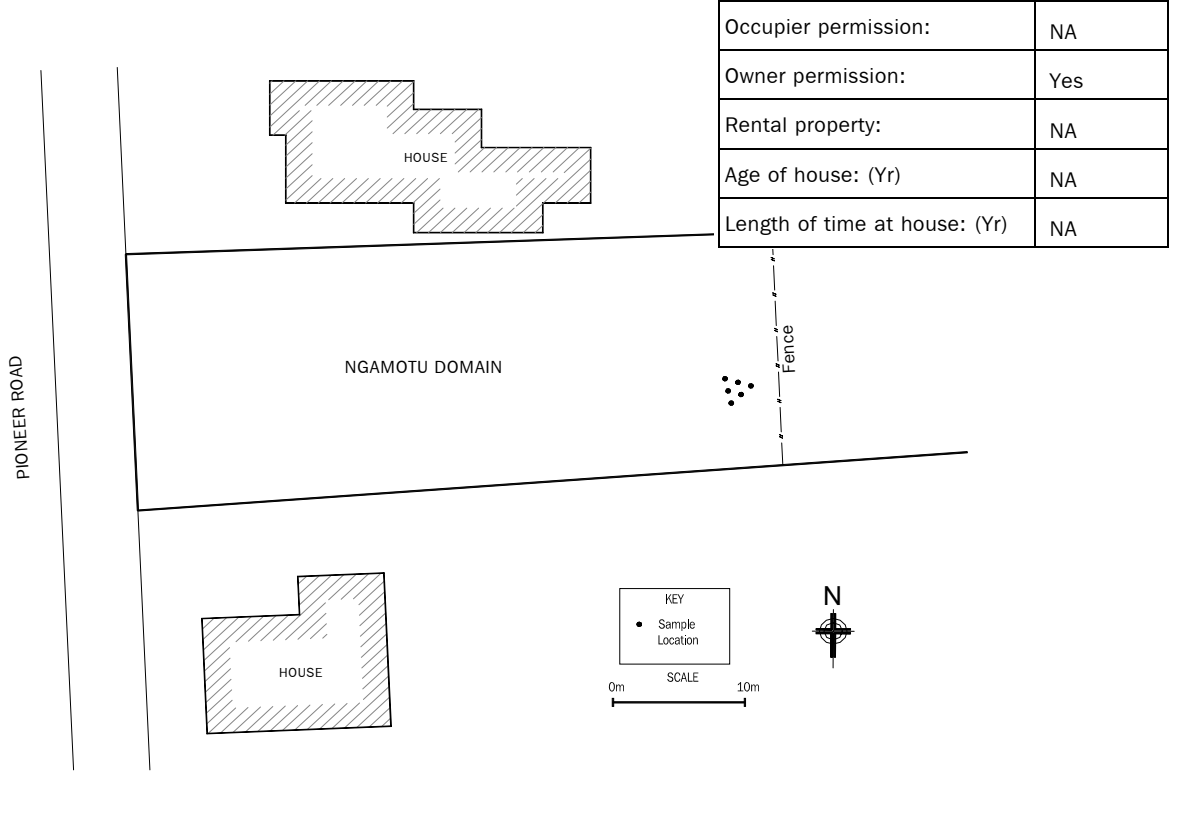 Occupier permission: NA
Owner permission: Yes
Rental property: NA
Age of house: (Yr) NA
Length of time at house: (Yr) NA
HOUSE
Fence
NGAMOTU DOMAIN
PIONEER ROAD
HOUSE
KEY
Sample
Location
SCALE
0m 10m
N